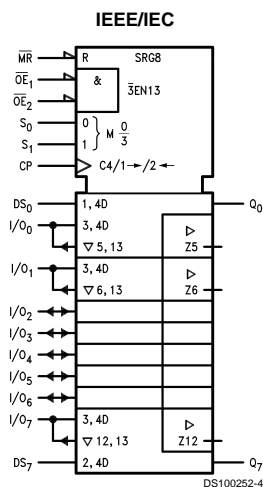 IEEE/IEC
MR R SRG8
OE1 &
3EN13
OE2
S0 0 } M 0/3
S1 1
CP C4/1→/2←
DS0 1, 4D Q0
I/O0 3, 4D ▷
▽ 5, 13 Z5
I/O1 3, 4D ▷
▽ 6, 13 Z6
I/O2
I/O3
I/O4
I/O5
I/O6
I/O7 3, 4D ▷
▽ 12, 13 Z12
DS7 2, 4D Q7
DS100252-4